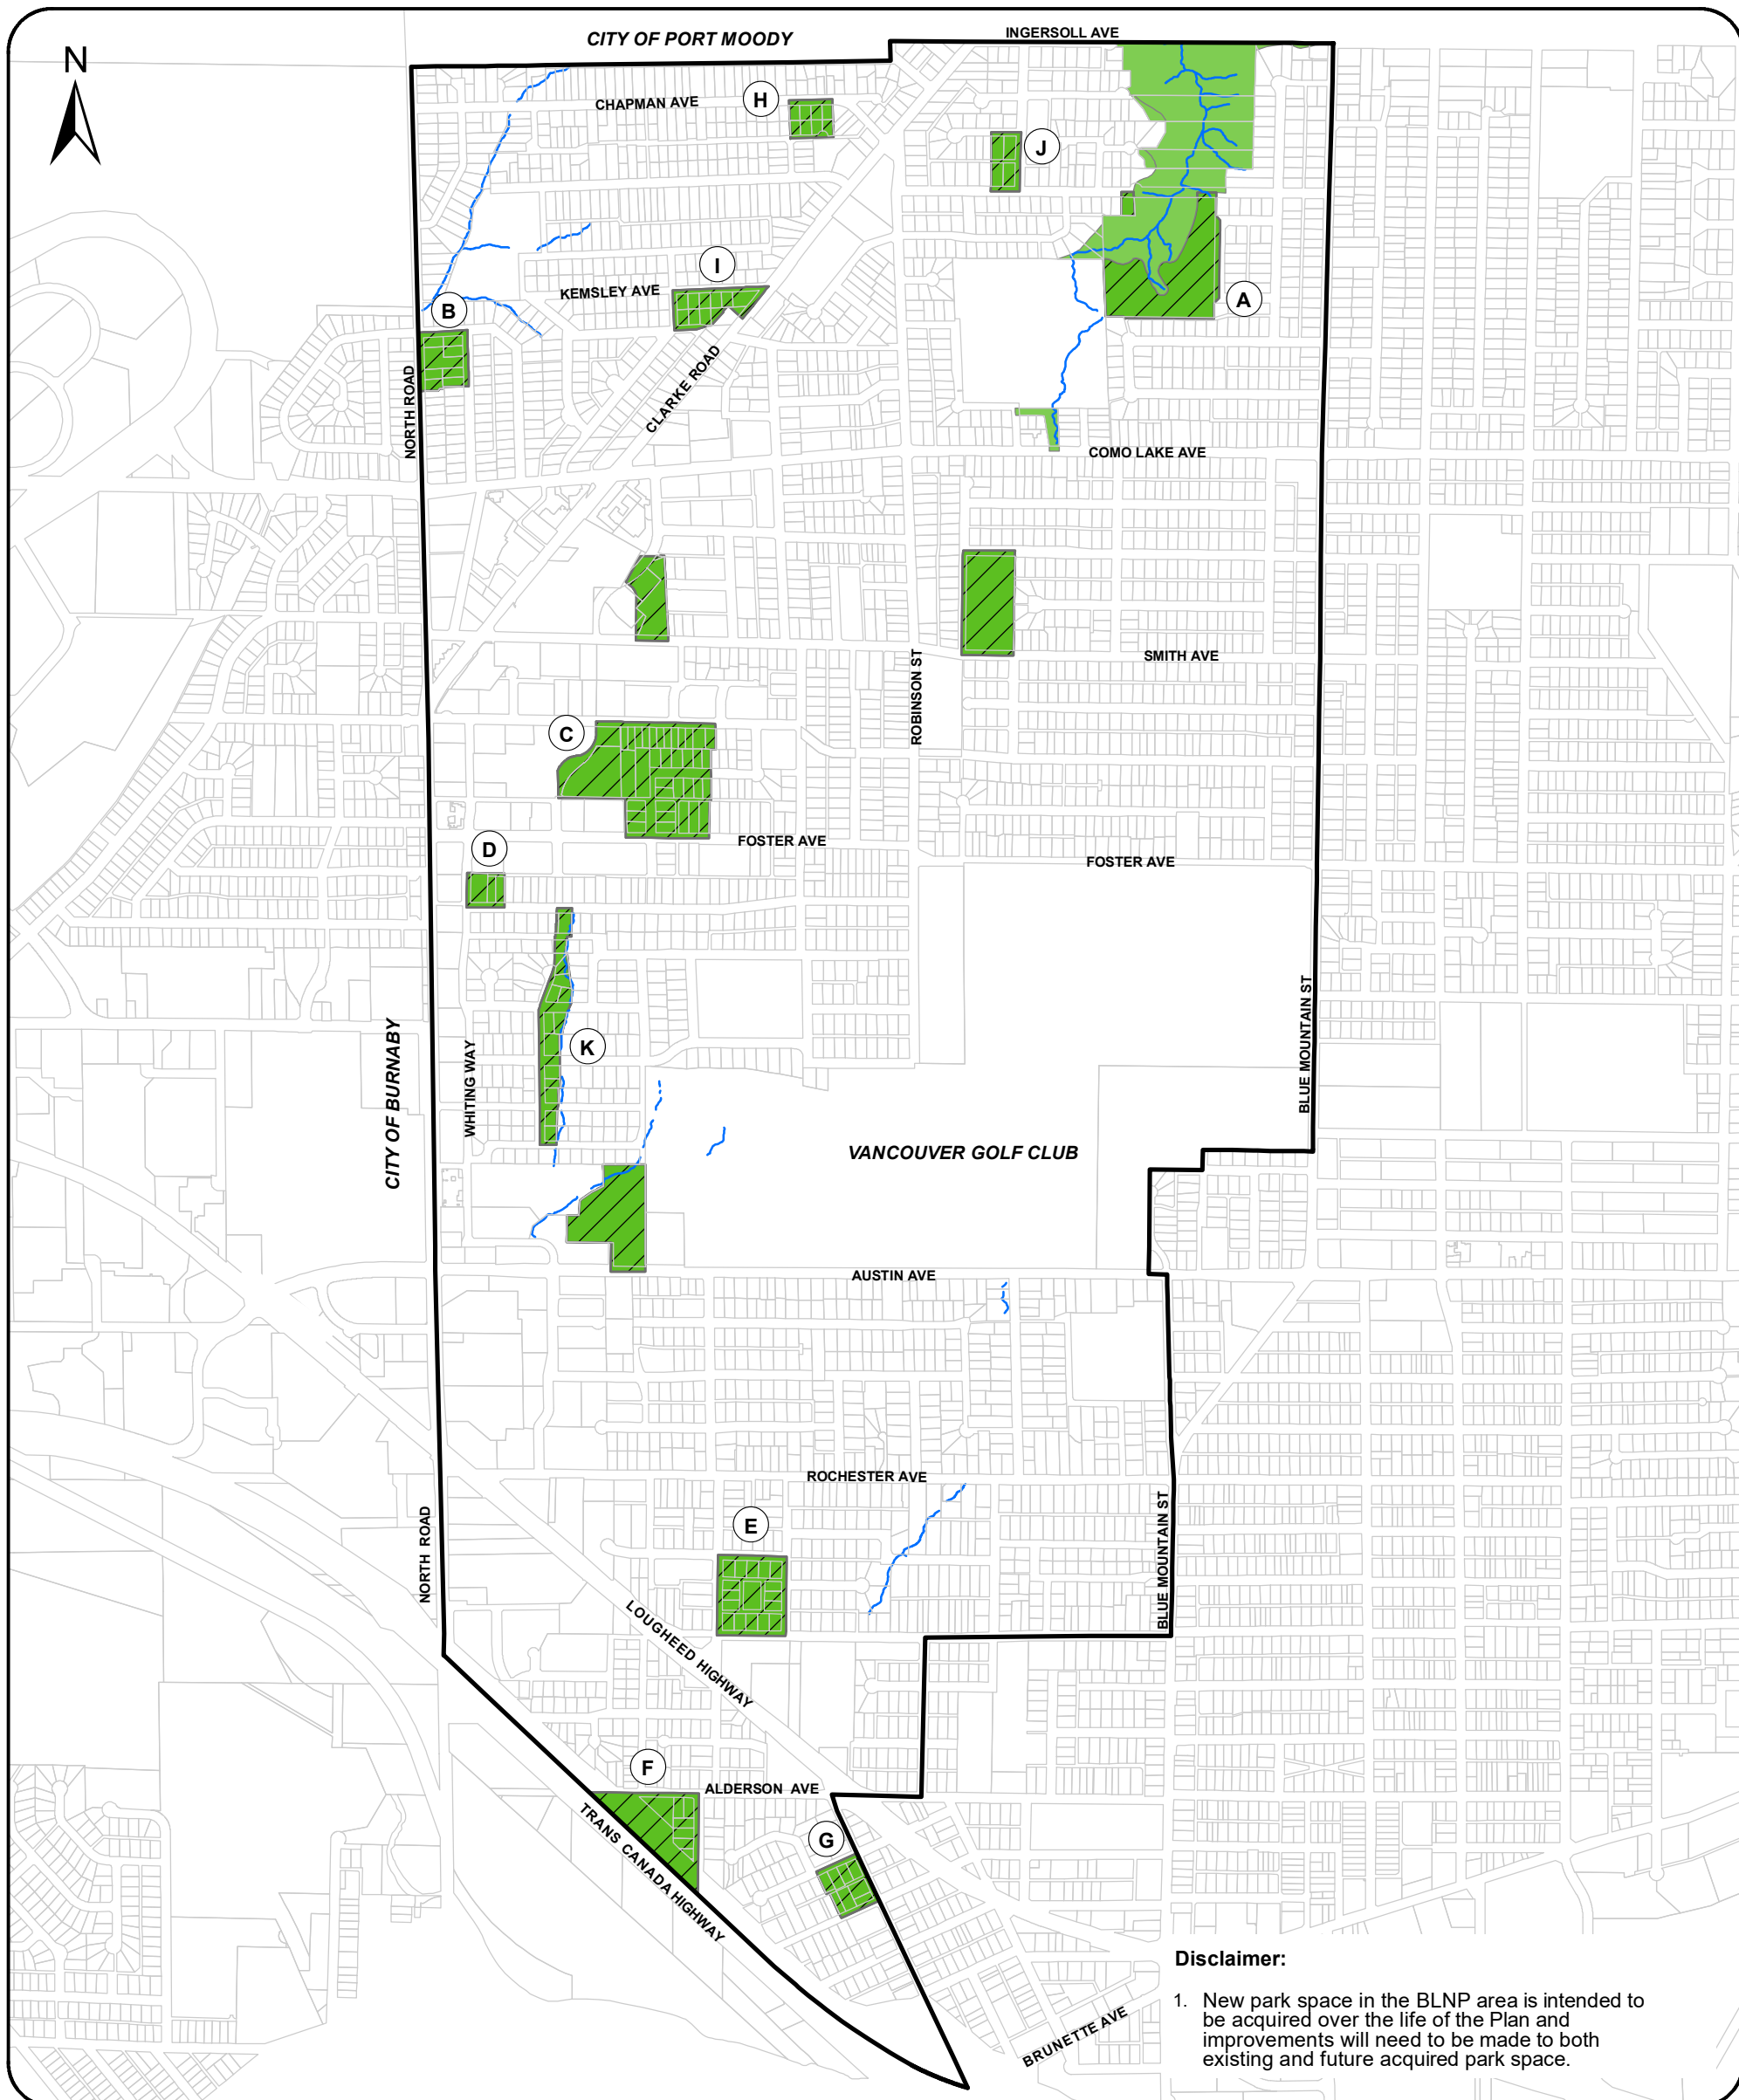 CITY OF PORT MOODY
INGERSOLL AVE
N
CHAPMAN AVE
H
J
I
KEMSLEY AVE
A
B
NORTH ROAD
CLARKE ROAD
COMO LAKE AVE
ROBINSON ST
SMITH AVE
C
FOSTER AVE
D
FOSTER AVE
CITY OF BURNABY
WHITING WAY
K
BLUE MOUNTAIN ST
VANCOUVER GOLF CLUB
AUSTIN AVE
ROCHESTER AVE
NORTH ROAD
E
BLUE MOUNTAIN ST
LOUGHEED HIGHWAY
F
ALDERSON AVE
TRANS CANADA HIGHWAY
G
BRUNETTE AVE
Disclaimer:
1. New park space in the BLNP area is intended to
be acquired over the life of the Plan and
improvements will need to be made to both
existing and future acquired park space.